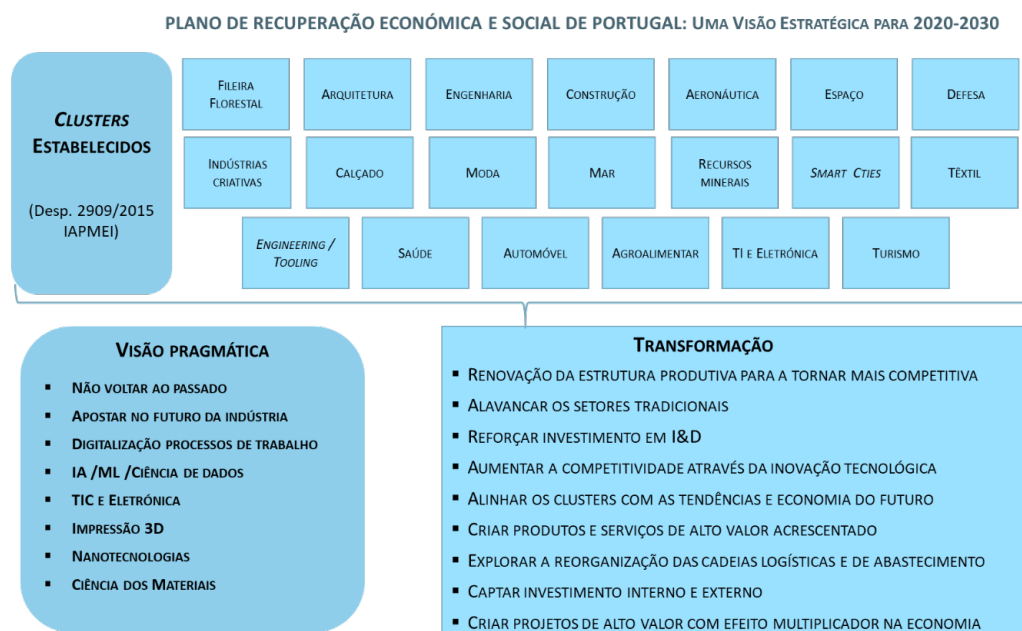 PLANO DE RECUPERAÇÃO ECONÓMICA E SOCIAL DE PORTUGAL: UMA VISÃO ESTRATÉGICA PARA 2020-2030
CLUSTERS
ESTABELECIDOS
(Desp. 2909/2015
IAPMEI)
FILEIRA
FLORESTAL
ARQUITETURA
ENGENHARIA
CONSTRUÇÃO
AERONÁUTICA
ESPAÇO
DEFESA
INDÚSTRIAS
CRIATIVAS
CALÇADO
MODA
MAR
RECURSOS
MINERAIS
SMART CTIES
TÊXTIL
ENGINEERING /
TOOLING
SAÚDE
AUTOMÓVEL
AGROALIMENTAR
TI E ELETRÓNICA
TURISMO
VISÃO PRAGMÁTICA
▪ NÃO VOLTAR AO PASSADO
▪ APOSTAR NO FUTURO DA INDÚSTRIA
▪ DIGITALIZAÇÃO PROCESSOS DE TRABALHO
▪ IA /ML /CIÊNCIA DE DADOS
▪ TIC E ELETRÓNICA
▪ IMPRESSÃO 3D
▪ NANOTECNOLOGIAS
▪ CIÊNCIA DOS MATERIAIS
TRANSFORMAÇÃO
▪ RENOVAÇÃO DA ESTRUTURA PRODUTIVA PARA A TORNAR MAIS COMPETITIVA
▪ ALAVANCAR OS SETORES TRADICIONAIS
▪ REFORÇAR INVESTIMENTO EM I&D
▪ AUMENTAR A COMPETITIVIDADE ATRAVÉS DA INOVAÇÃO TECNOLÓGICA
▪ ALINHAR OS CLUSTERS COM AS TENDÊNCIAS E ECONOMIA DO FUTURO
▪ CRIAR PRODUTOS E SERVIÇOS DE ALTO VALOR ACRESCENTADO
▪ EXPLORAR A REORGANIZAÇÃO DAS CADEIAS LOGÍSTICAS E DE ABASTECIMENTO
▪ CAPTAR INVESTIMENTO INTERNO E EXTERNO
▪ CRIAR PROJETOS DE ALTO VALOR COM EFEITO MULTIPLICADOR NA ECONOMIA